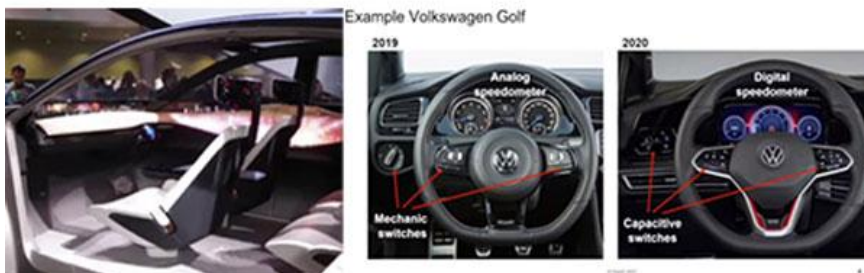 Example Volkswagen Golf
2019
2020
Analog
speedometer
Digital
speedometer
Mechanic
switches
Capacitive
switches